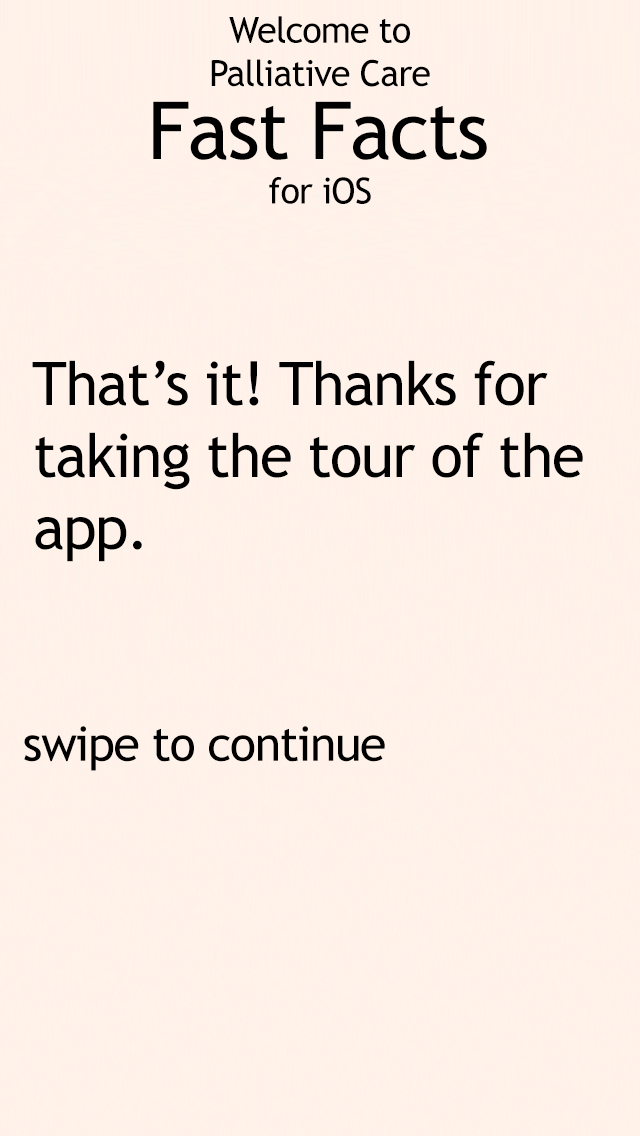 Welcome to
Palliative Care
Fast Facts
for iOS
That’s it! Thanks for
taking the tour of the
app.
swipe to continue